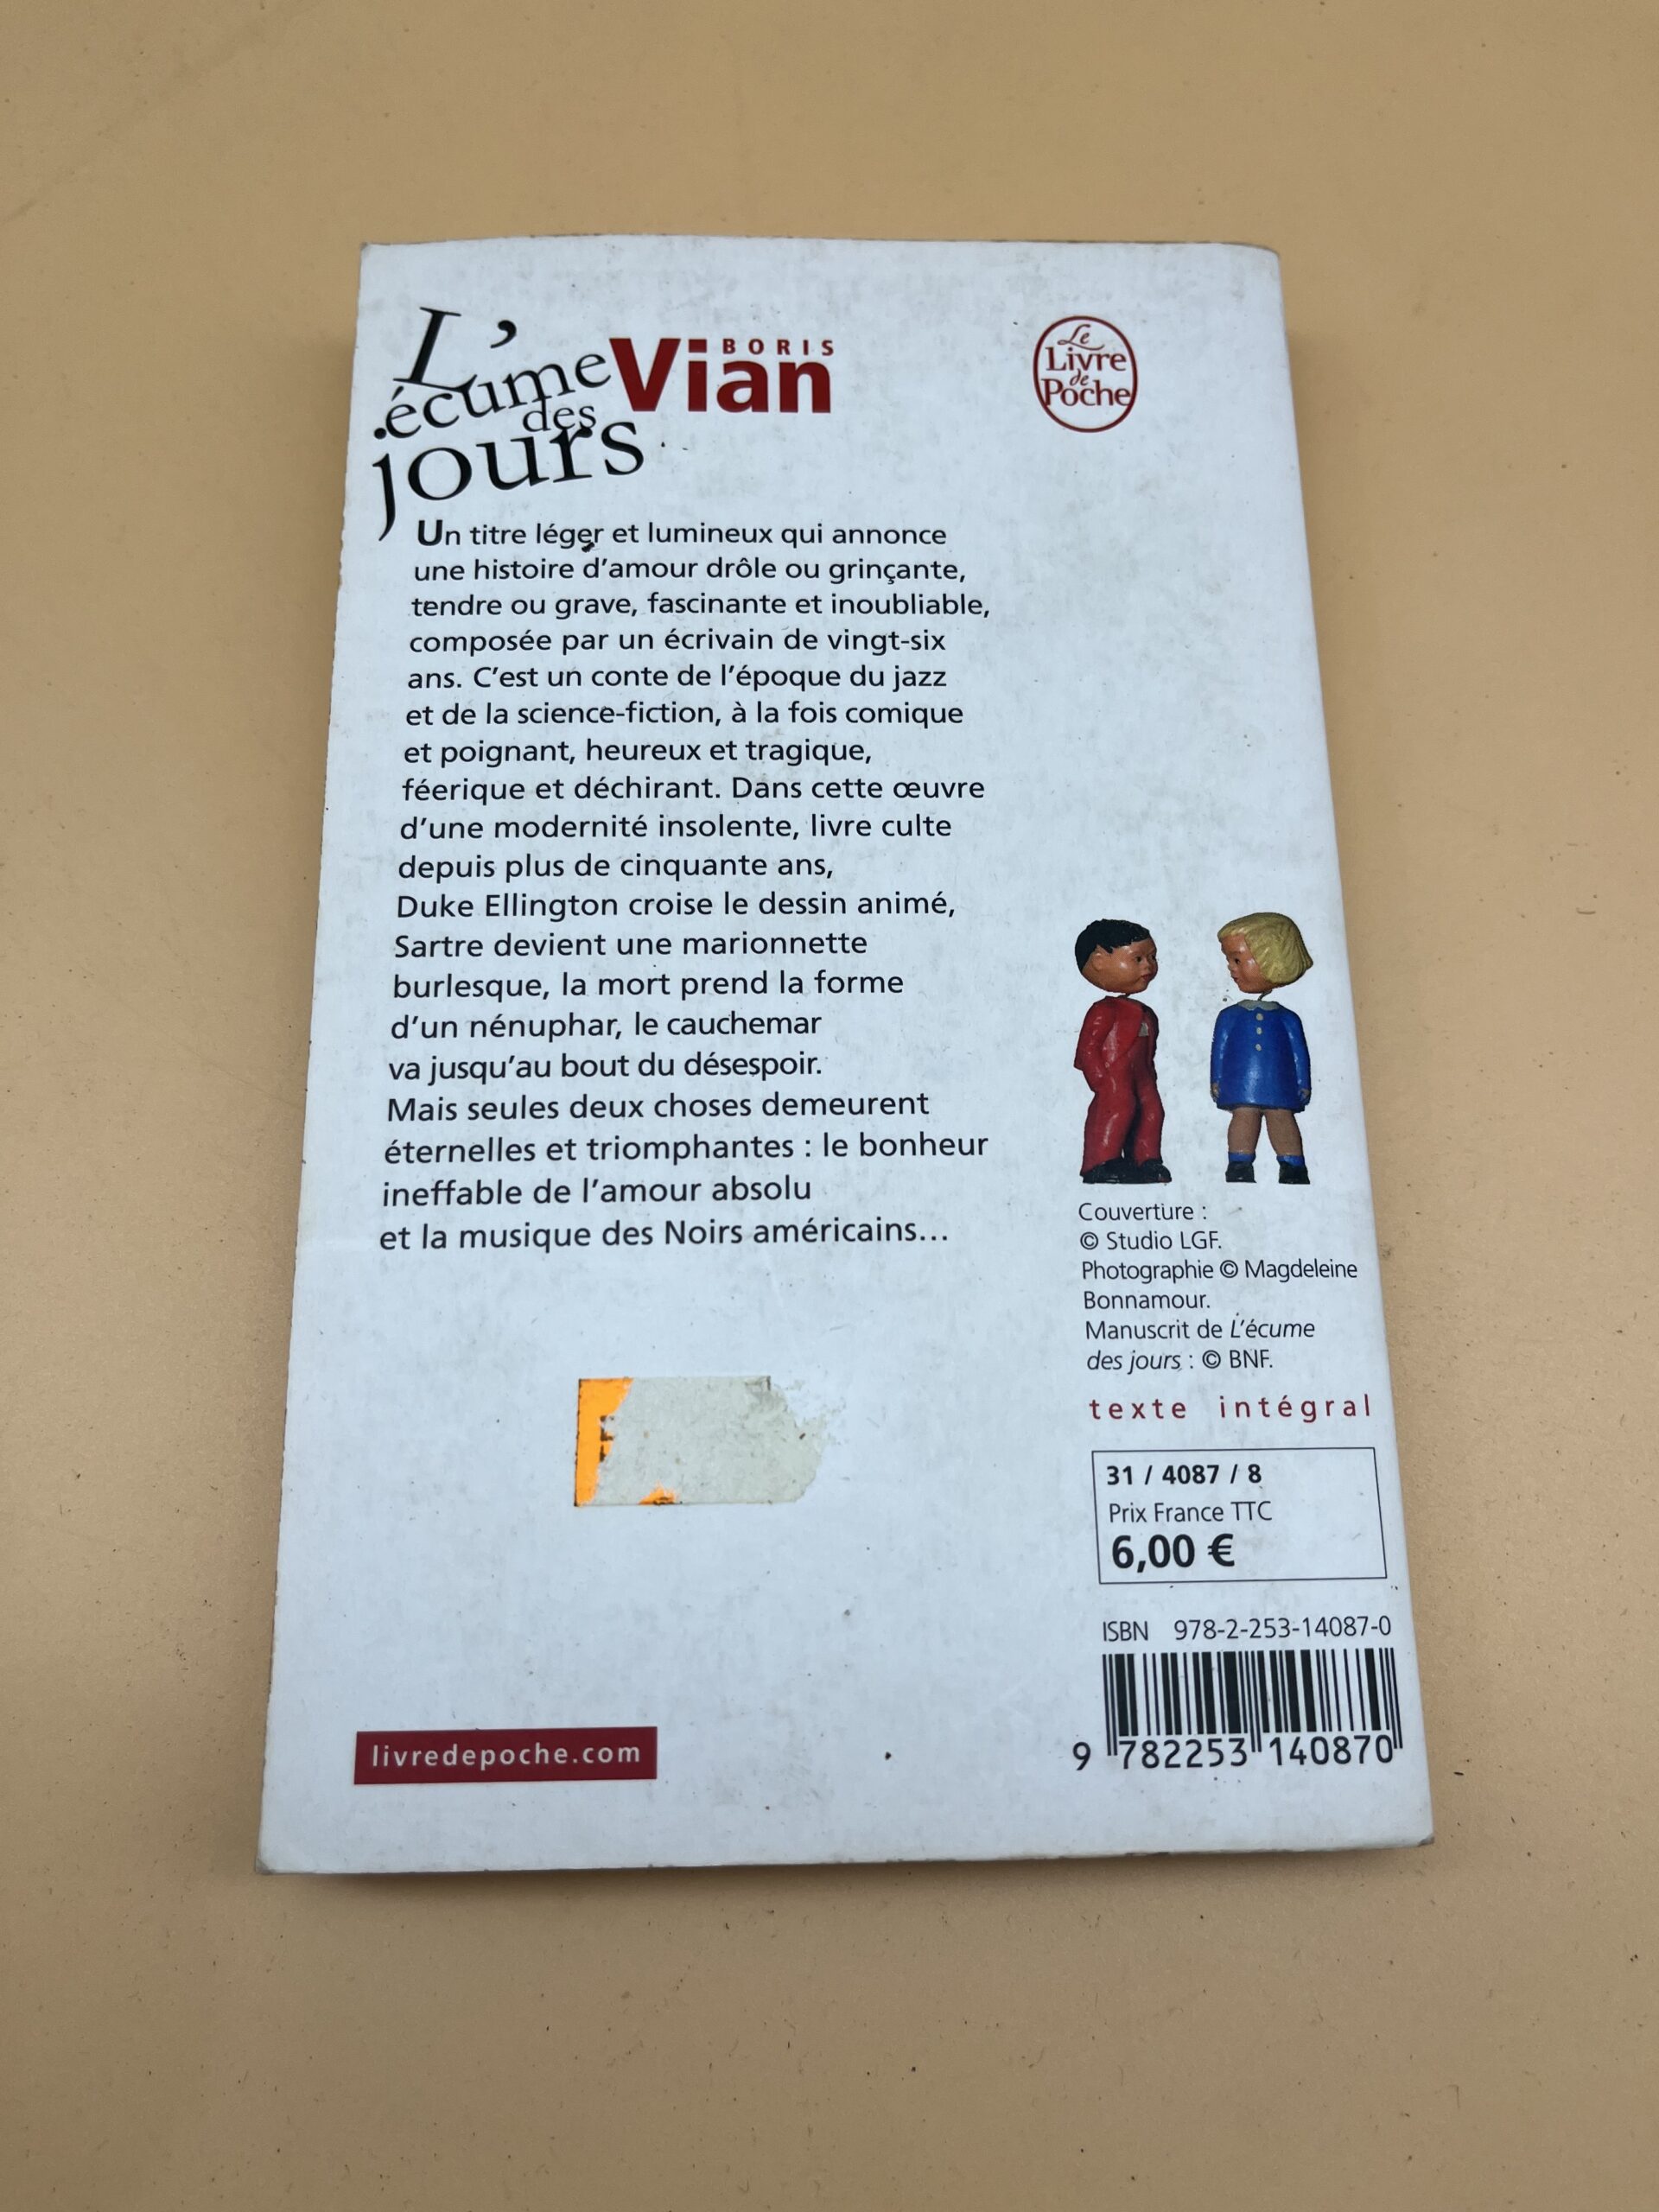 L'
écume
des
jours
BORIS
Vian
Le
Livre
de
Poche
Un titre léger et lumineux qui annonce
une histoire d'amour drôle ou grinçante,
tendre ou grave, fascinante et inoubliable,
composée par un écrivain de vingt-six
ans. C'est un conte de l'époque du jazz
et de la science-fiction, à la fois comique
et poignant, heureux et tragique,
féerique et déchirant. Dans cette œuvre
d'une modernité insolente, livre culte
depuis plus de cinquante ans,
Duke Ellington croise le dessin animé,
Sartre devient une marionnette
burlesque, la mort prend la forme
d'un nénuphar, le cauchemar
va jusqu'au bout du désespoir.
Mais seules deux choses demeurent
éternelles et triomphantes : le bonheur
ineffable de l'amour absolu
et la musique des Noirs américains...
Couverture :
© Studio LGF.
Photographie © Magdeleine
Bonnamour.
Manuscrit de L'écume
des jours : © BNF.
texte intégral
31 / 4087 / 8
Prix France TTC
6,00 €
ISBN 978-2-253-14087-0
9 782253 140870
livredepoche.com